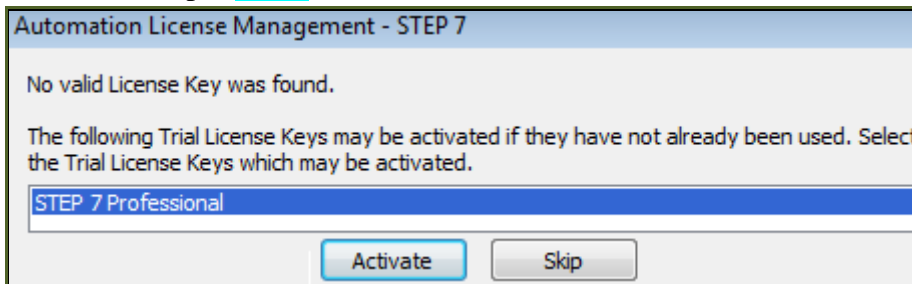 Automation License Management - STEP 7
No valid License Key was found.
The following Trial License Keys may be activated if they have not already been used. Select
the Trial License Keys which may be activated.
STEP 7 Professional
Activate Skip